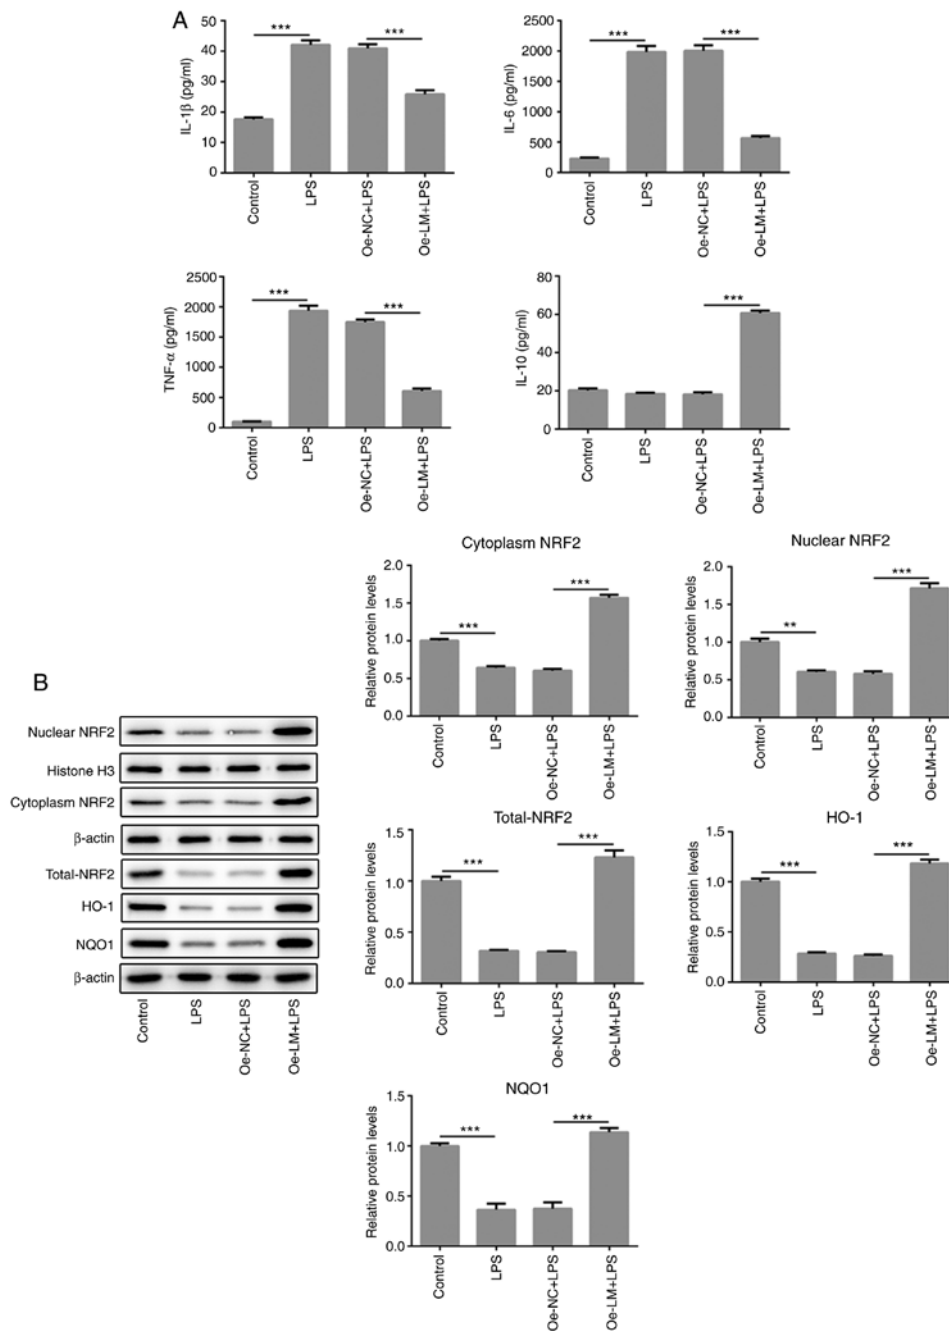 A
IL-1β (pg/ml)
50
40
30
20
10
0
***
***
Control
LPS
Oe-NC+LPS
Oe-LM+LPS
IL-6 (pg/ml)
2500
2000
1500
1000
500
0
***
***
Control
LPS
Oe-NC+LPS
Oe-LM+LPS
TNF-α (pg/ml)
2500
2000
1500
1000
500
0
***
***
Control
LPS
Oe-NC+LPS
Oe-LM+LPS
IL-10 (pg/ml)
80
60
40
20
0
***
Control
LPS
Oe-NC+LPS
Oe-LM+LPS
B
Nuclear NRF2
Histone H3
Cytoplasm NRF2
β-actin
Total-NRF2
HO-1
NQO1
β-actin
Control
LPS
Oe-NC+LPS
Oe-LM+LPS
Cytoplasm NRF2
Relative protein levels
2.0
1.5
1.0
0.5
0.0
***
***
Control
LPS
Oe-NC+LPS
Oe-LM+LPS
Nuclear NRF2
Relative protein levels
2.0
1.5
1.0
0.5
0.0
**
***
Control
LPS
Oe-NC+LPS
Oe-LM+LPS
Total-NRF2
Relative protein levels
1.5
1.0
0.5
0.0
***
***
Control
LPS
Oe-NC+LPS
Oe-LM+LPS
HO-1
Relative protein levels
1.5
1.0
0.5
0.0
***
***
Control
LPS
Oe-NC+LPS
Oe-LM+LPS
NQO1
Relative protein levels
1.5
1.0
0.5
0.0
***
***
Control
LPS
Oe-NC+LPS
Oe-LM+LPS